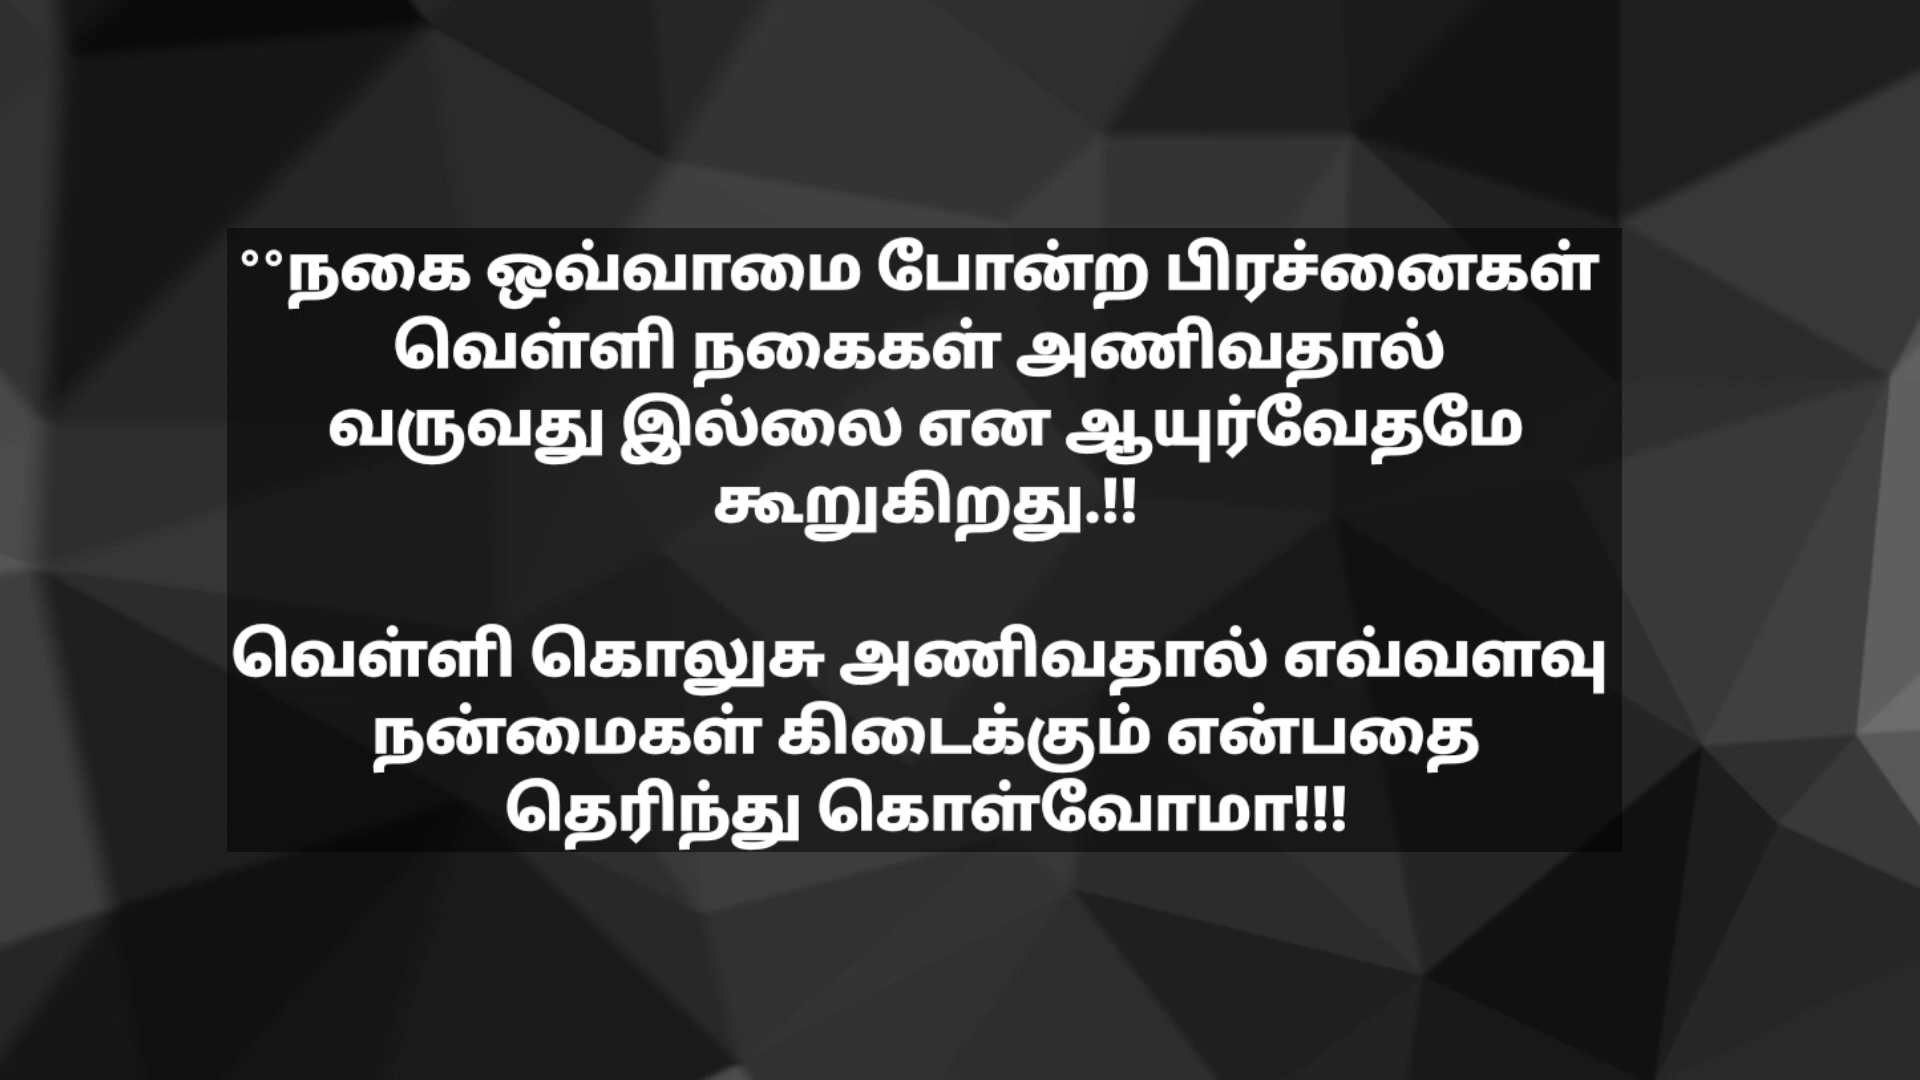 °°நகை ஒவ்வாமை போன்ற பிரச்னைகள்
வெள்ளி நகைகள் அணிவதால்
வருவது இல்லை என ஆயுர்வேதமே
கூறுகிறது.!!
வெள்ளி கொலுசு அணிவதால் எவ்வளவு
நன்மைகள் கிடைக்கும் என்பதை
தெரிந்து கொள்வோமா!!!